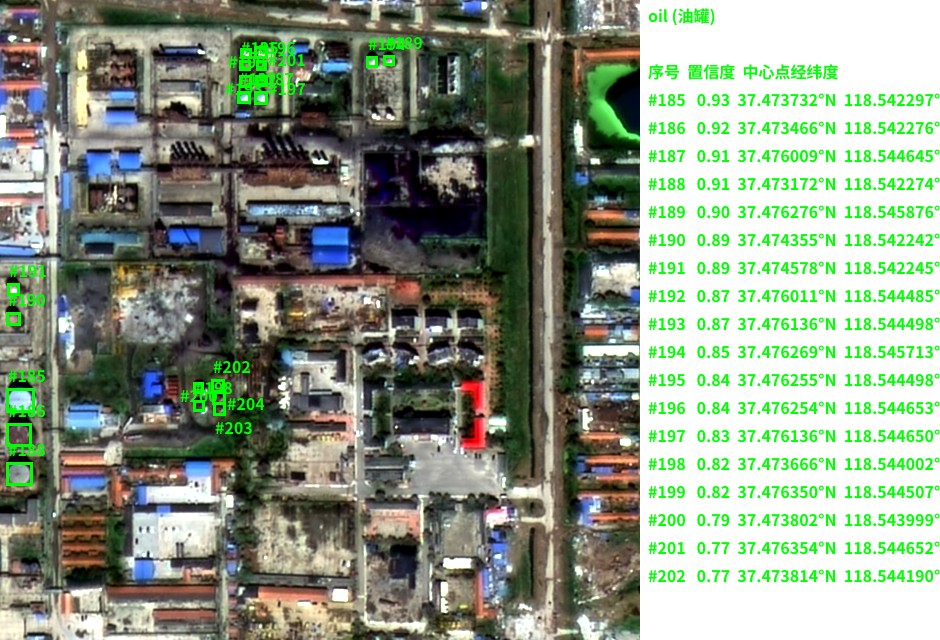 oil (油罐)
序号 置信度 中心点经纬度
#185 0.93 37.473732°N 118.542297°
#186 0.92 37.473466°N 118.542276°
#187 0.91 37.476009°N 118.544645°
#188 0.91 37.473172°N 118.542274°
#189 0.90 37.476276°N 118.545876°
#190 0.89 37.474355°N 118.542242°
#191 0.89 37.474578°N 118.542245°
#192 0.87 37.476011°N 118.544485°
#193 0.87 37.476136°N 118.544498°
#194 0.85 37.476269°N 118.545713°
#195 0.84 37.476255°N 118.544498°
#196 0.84 37.476254°N 118.544653°
#197 0.83 37.476136°N 118.544650°
#198 0.82 37.473666°N 118.544002°
#199 0.82 37.476350°N 118.544507°
#200 0.79 37.473802°N 118.543999°
#201 0.77 37.476354°N 118.544652°
#202 0.77 37.473814°N 118.544190°
#191
#190
#185
#186
#188
#202
#204
#203